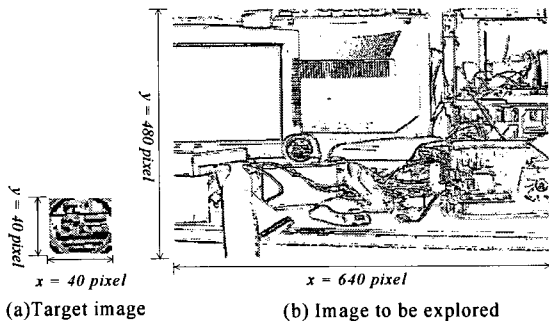 y = 480 pixel
y = 40 pixel
x = 40 pixel
x = 640 pixel
(a)Target image
(b) Image to be explored